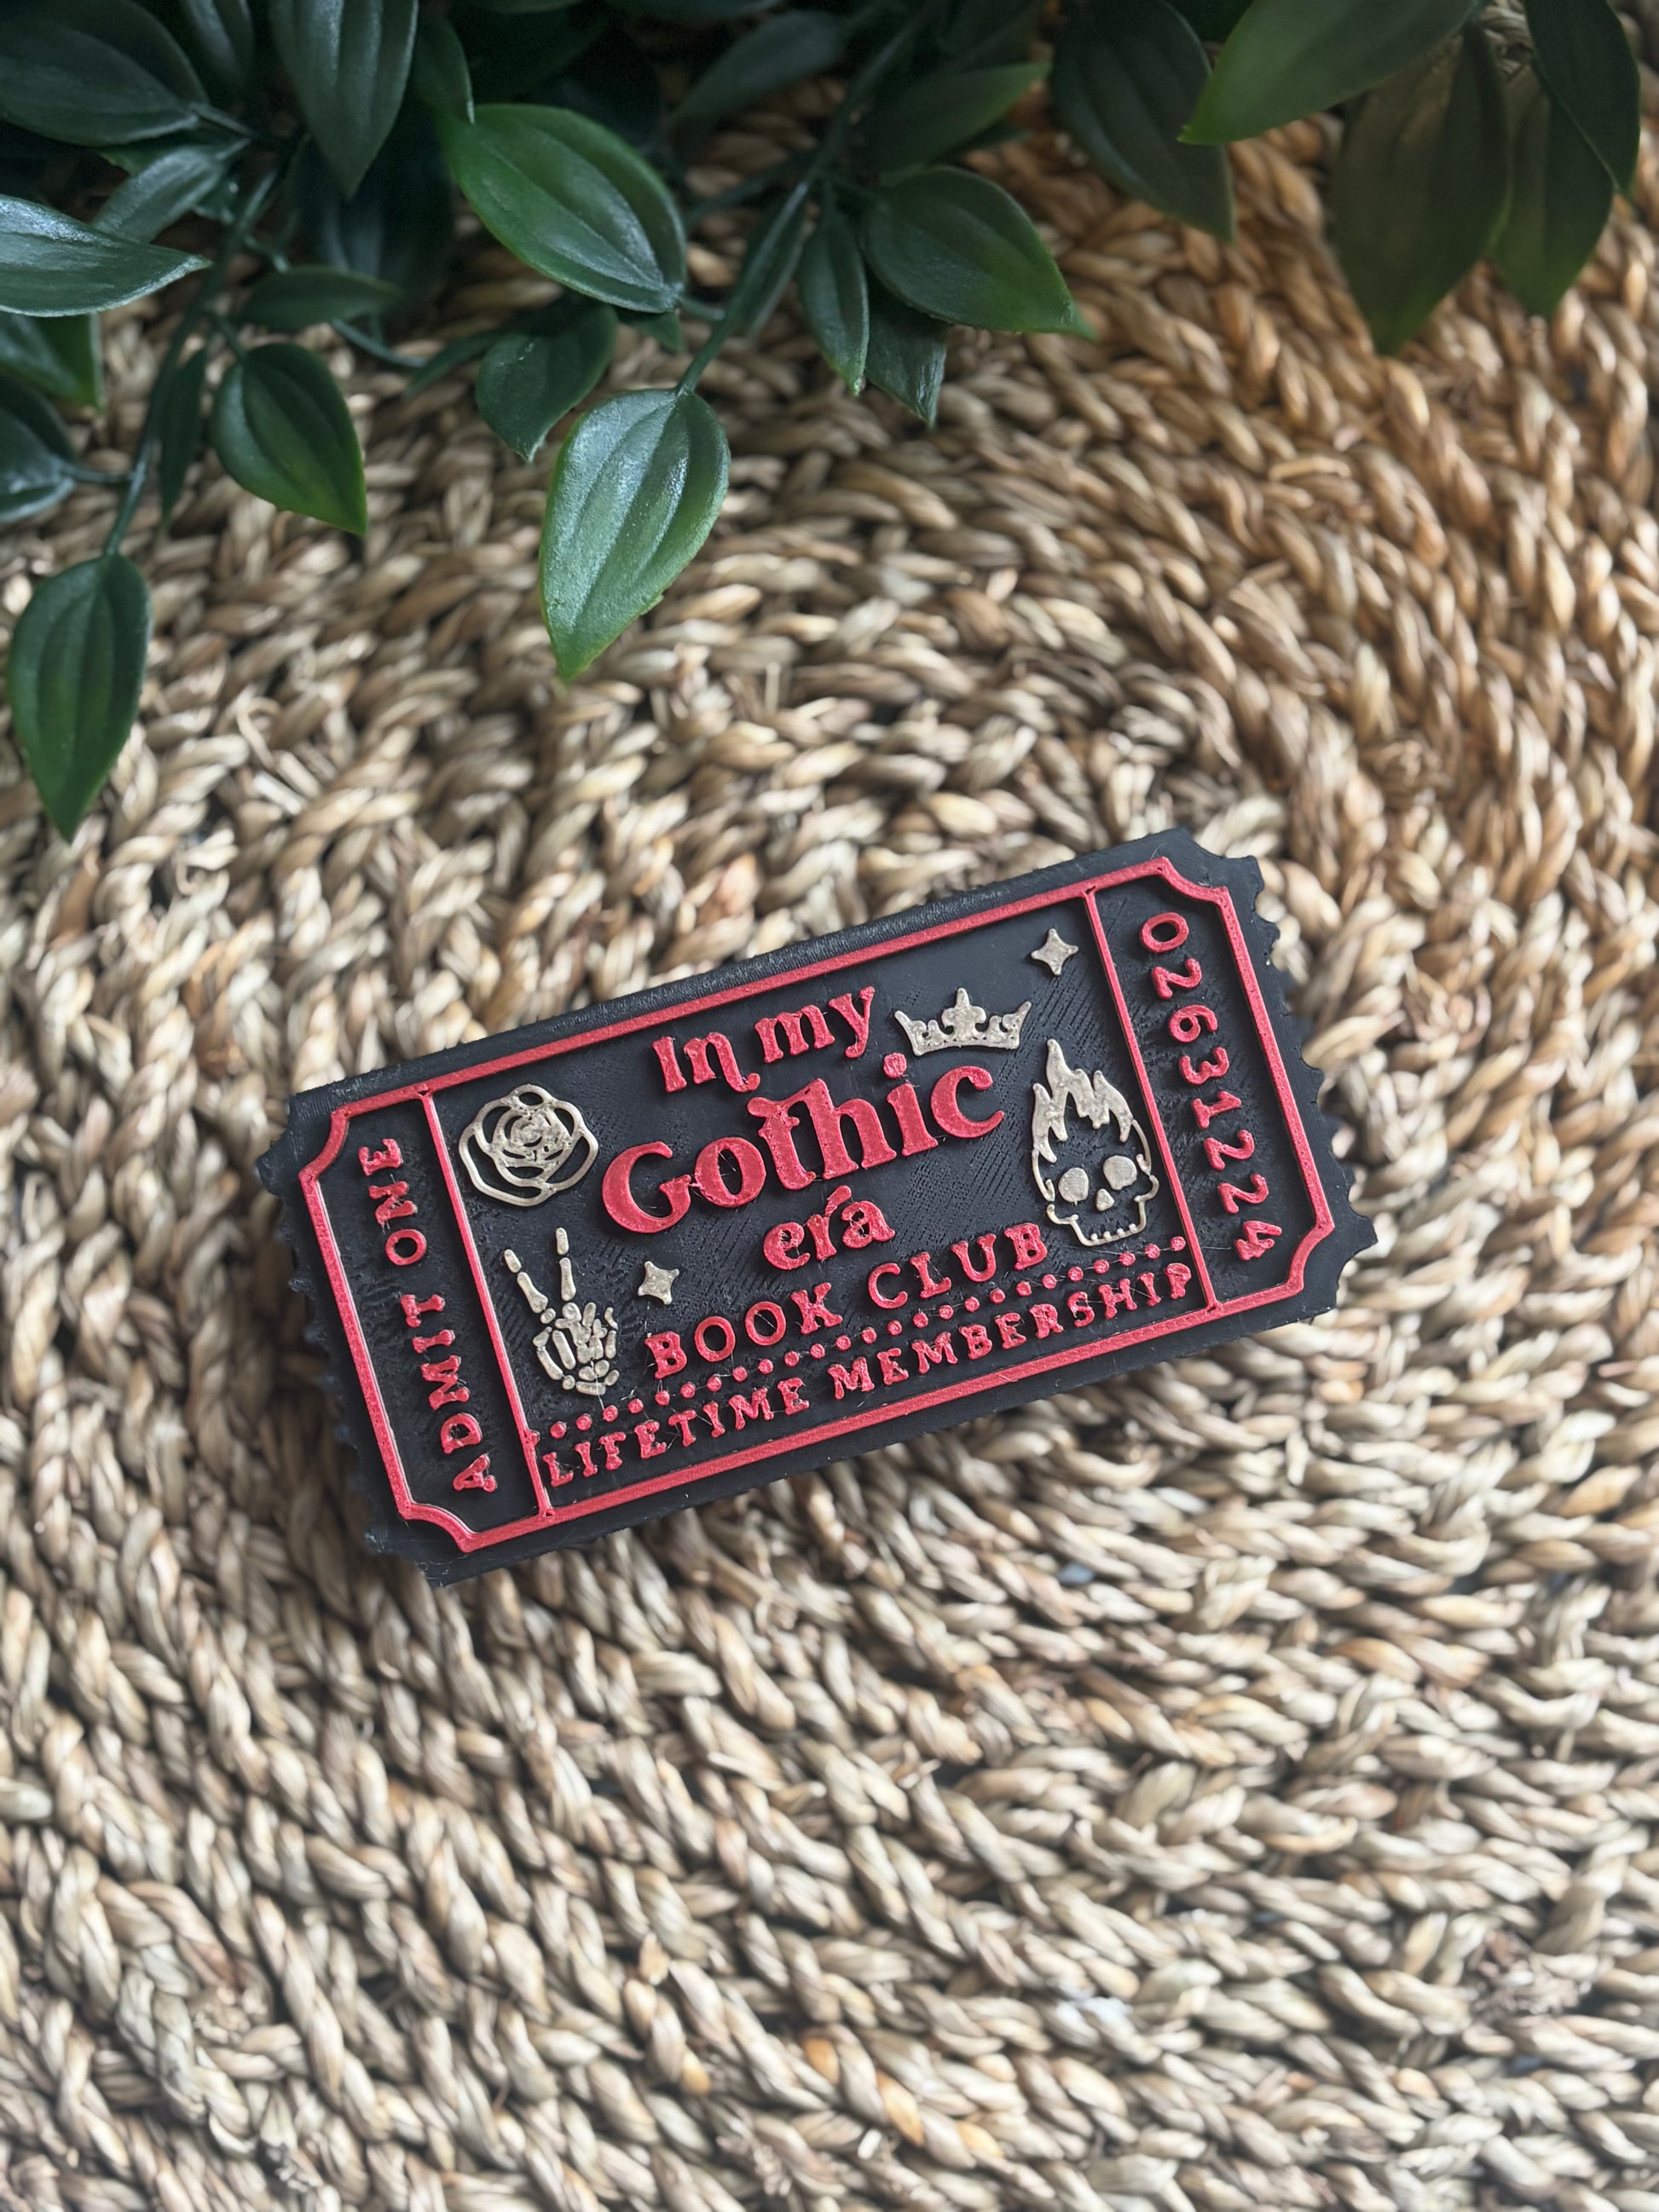 ADMIT ONE
In my
Gothic
era
BOOK CLUB
LIFETIME MEMBERSHIP
02631224